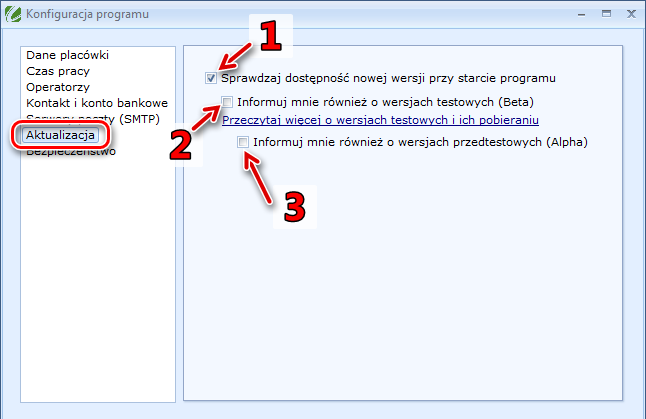 Konfiguracja programu
Dane placówki
Czas pracy
Operatorzy
Kontakt i konto bankowe
Serwery poczty (SMTP)
Aktualizacja
Bezpieczeństwo
1
Sprawdzaj dostępność nowej wersji przy starcie programu
Informuj mnie również o wersjach testowych (Beta)
2
Przeczytaj więcej o wersjach testowych i ich pobieraniu
Informuj mnie również o wersjach przedtestowych (Alpha)
3